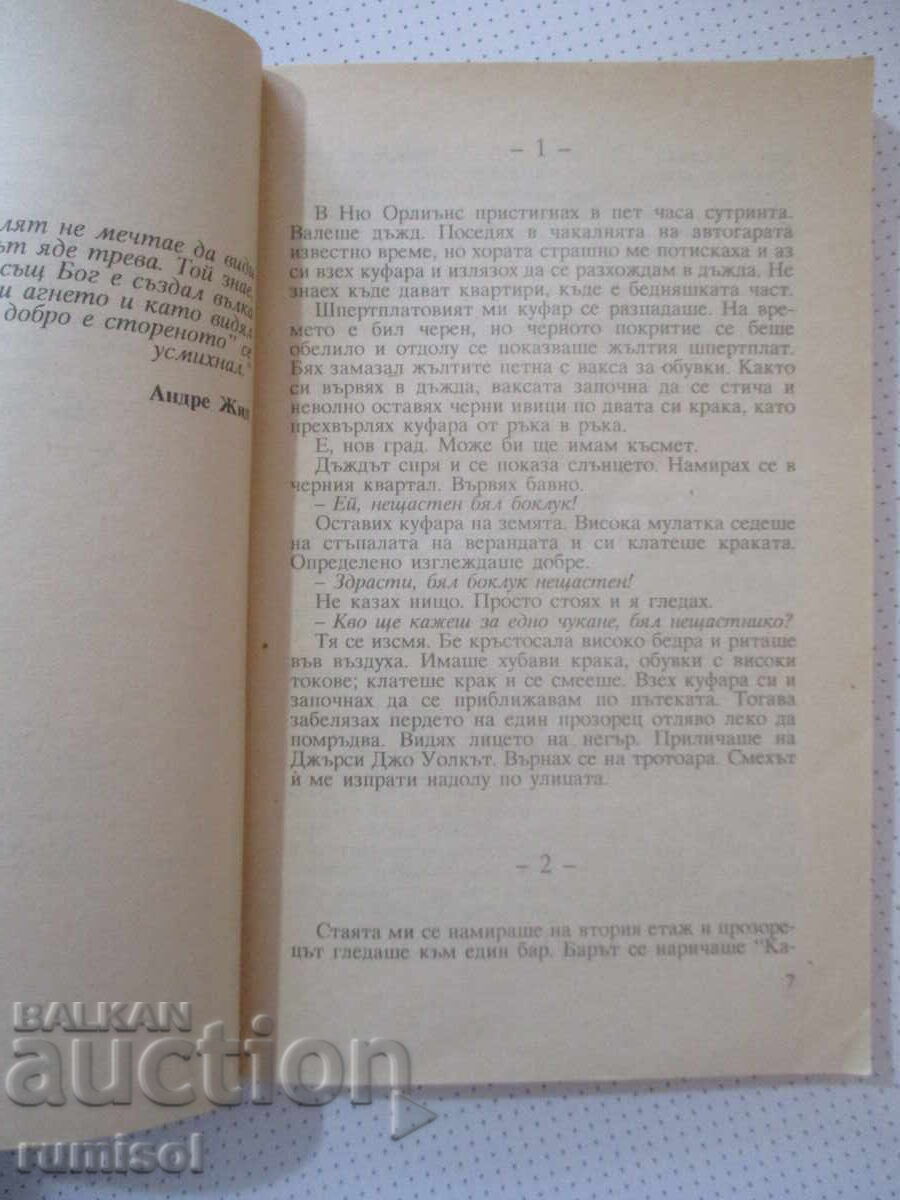 лят не мечтае да види
ът яде трева. Той знае,
същ Бог е създал вълка
и агнето и като видял
добро е стореното" се
усмихнал."
Андре Жид
– 1 –
В Ню Орлиънс пристигнах в пет часа сутринта.
Валеше дъжд. Поседях в чакалнята на автогарата
известно време, но хората страшно ме потискаха и аз
си взех куфара и излязох да се разхождам в дъжда. Не
знаех къде дават квартири, къде е бедняшката част.
Шперплатовият ми куфар се разпадаше. На вре-
мето е бил черен, но черното покритие се беше
обелило и отдолу се показваше жълтия шперплат.
Бях замазал жълтите петна с вакса за обувки. Както
си вървях в дъжда, ваксата започна да се стича и
неволно оставях черни ивици по двата си крака, като
прехвърлях куфара от ръка в ръка.
Е, нов град. Може би ще имам късмет.
Дъждът спря и се показа слънцето. Намирах се в
черния квартал. Вървях бавно.
– Ей, нещастен бял боклук!
Оставих куфара на земята. Висока мулатка седеше
на стъпалата на верандата и си клатеше краката.
Определено изглеждаше добре.
– Здрасти, бял боклук нещастен!
Не казах нищо. Просто стоях и я гледах.
– Кво ще кажеш за едно чукане, бял нещастнико?
Тя се изсмя. Бе кръстосала високо бедра и риташе
във въздуха. Имаше хубави крака, обувки с високи
токове; клатеше крак и се смееше. Взех куфара си и
започнах да се приближавам по пътеката. Тогава
забелязах пердето на един прозорец отляво леко да
помръдва. Видях лицето на негър. Приличаше на
Джърси Джо Уолкът. Върнах се на тротоара. Смехът
ѝ ме изпрати надолу по улицата.
– 2 –
Стаята ми се намираше на втория етаж и прозоре-
цът гледаше към един бар. Барът се наричаше "Ка-
7
BALKAN
auction
rumisol